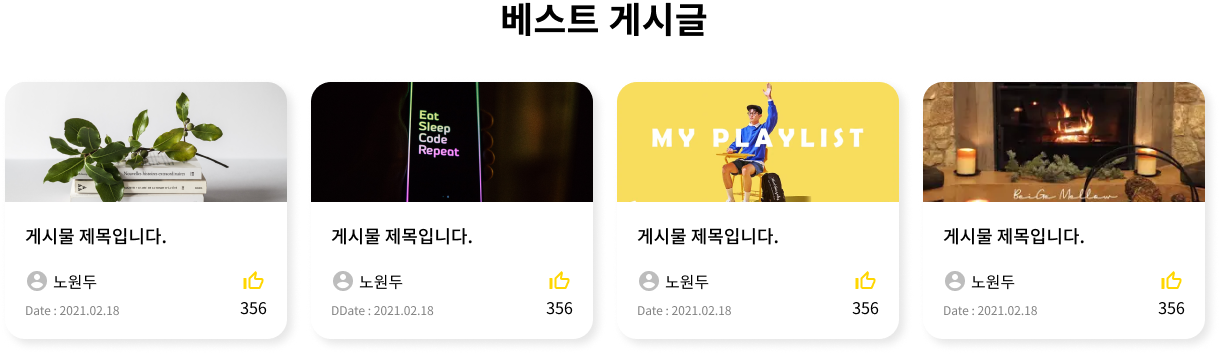 베스트 게시글
Eat
Sleep
Code
Repeat
MY PLAYLIST
BeiGe Mellow
게시물 제목입니다.
노원두
Date : 2021.02.18
356
게시물 제목입니다.
노원두
DDate : 2021.02.18
356
게시물 제목입니다.
노원두
Date : 2021.02.18
356
게시물 제목입니다.
노원두
Date : 2021.02.18
356